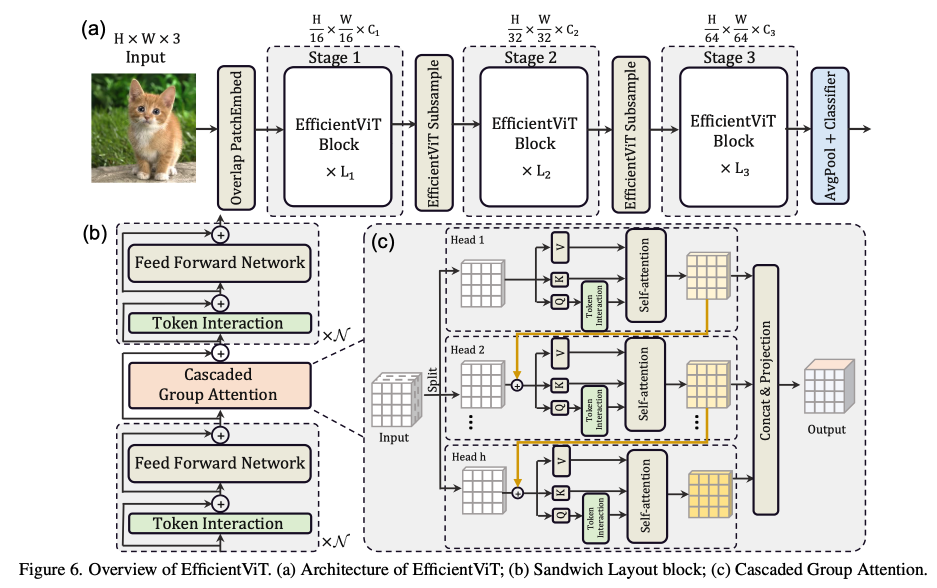 (a)
H × W × 3
Input
Overlap PatchEmbed
H/16 × W/16 × C₁
Stage 1
EfficientViT
Block
× L₁
EfficientViT Subsample
H/32 × W/32 × C₂
Stage 2
EfficientViT
Block
× L₂
EfficientViT Subsample
H/64 × W/64 × C₃
Stage 3
EfficientViT
Block
× L₃
AvgPool + Classifier
(b)
+
Feed Forward Network
+
Token Interaction
×𝒩
+
Cascaded
Group Attention
+
Feed Forward Network
+
Token Interaction
×𝒩
(c)
Input
Split
Head 1
V
K
Q
Token
Interaction
Self-attention
Head 2
+
V
K
Q
Token
Interaction
Self-attention
⋮
⋮
Head h
+
V
K
Q
Token
Interaction
Self-attention
Concat & Projection
Output
Figure 6. Overview of EfficientViT. (a) Architecture of EfficientViT; (b) Sandwich Layout block; (c) Cascaded Group Attention.